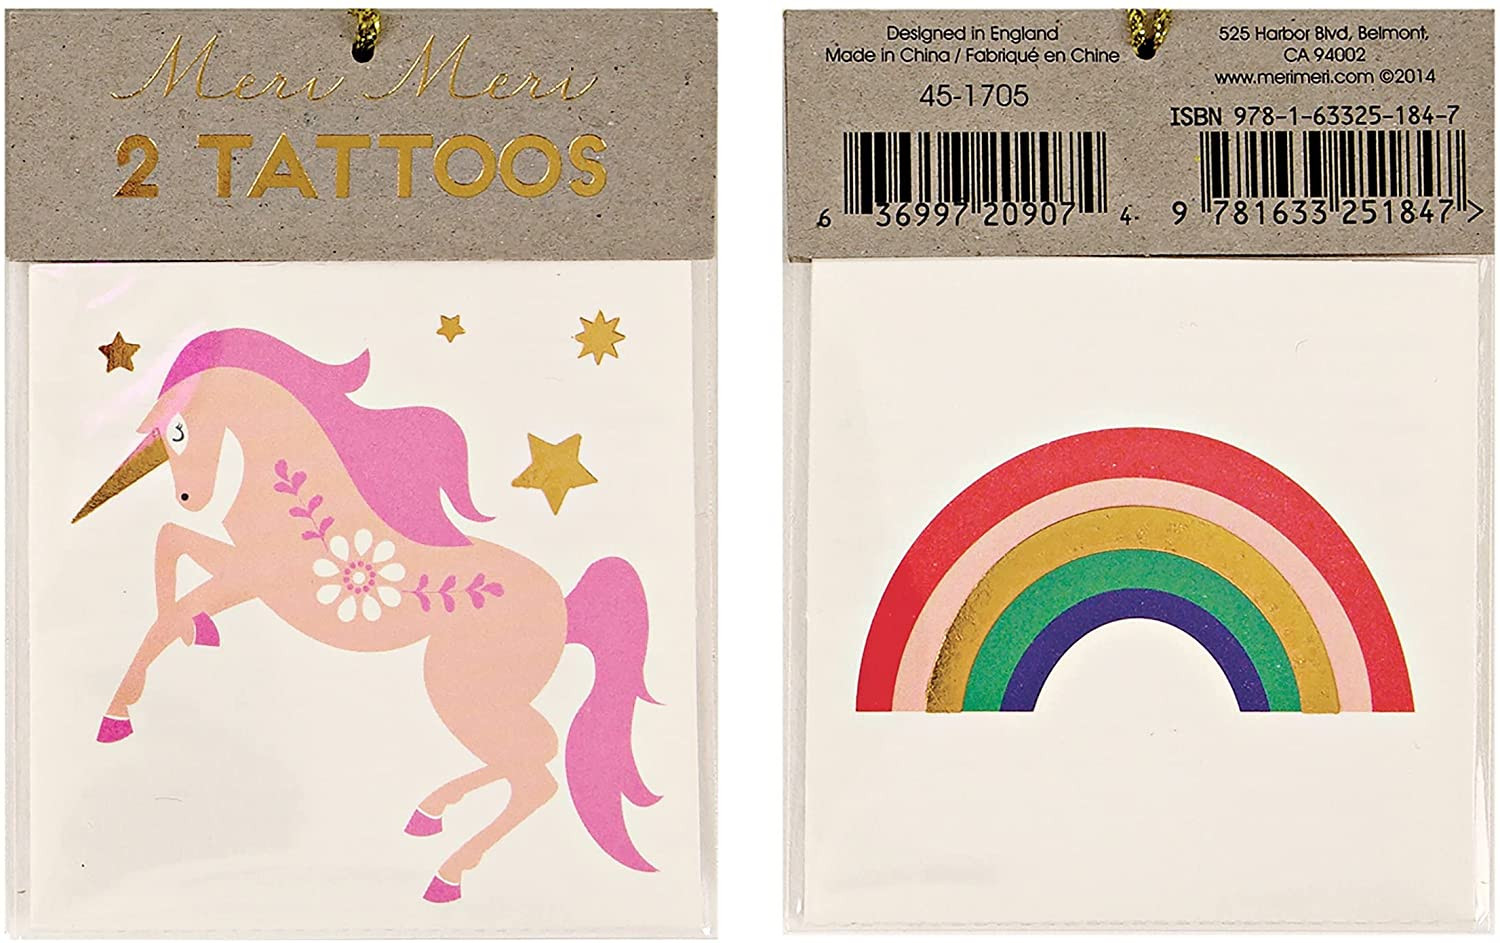 Meri Meri
2 TATTOOS
Designed in England
Made in China / Fabriqué en Chine
45-1705
6 36997 20907 4
525 Harbor Blvd, Belmont,
CA 94002
www.merimeri.com ©2014
ISBN 978-1-63325-184-7
9 781633 251847 >